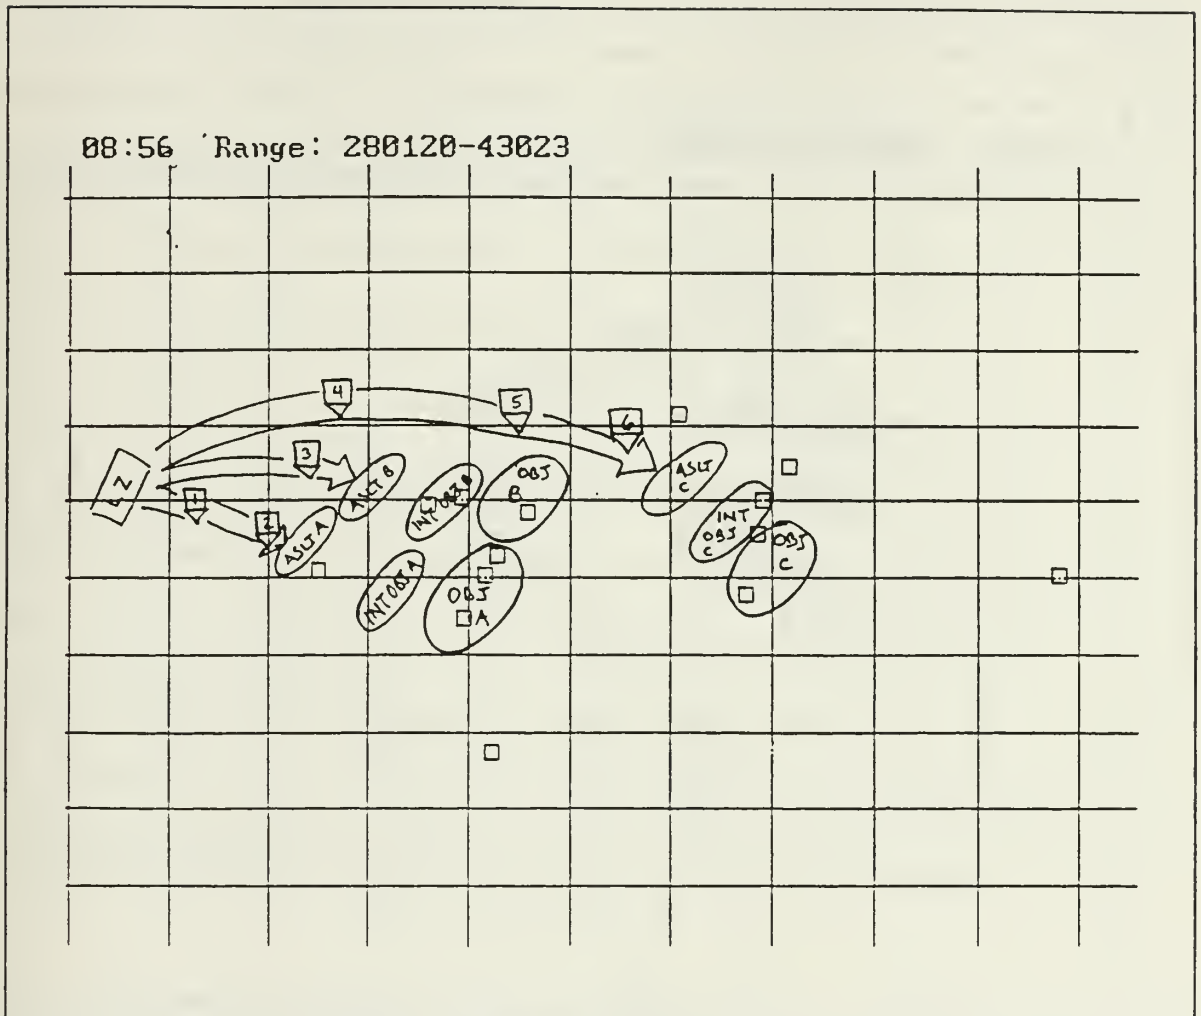 08:56 Range: 280120-43023
4
5
6
3
LZ
1
2
ASLT A
ASLT B
INT OBJ B
OBJ
B
ASLT
C
INT
OBJ
C
OBJ
C
INT OBJ A
OBJ
A